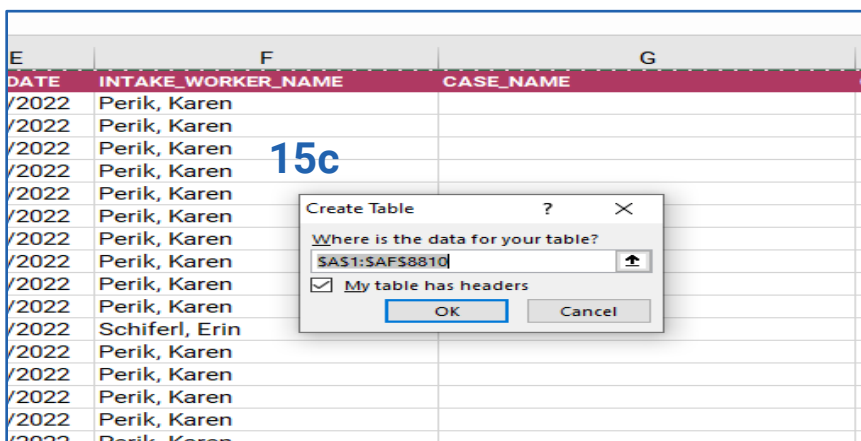 E F G
DATE INTAKE_WORKER_NAME CASE_NAME
/2022 Perik, Karen
/2022 Perik, Karen
/2022 Perik, Karen
15c
/2022 Perik, Karen
/2022 Perik, Karen
/2022 Perik, Karen
/2022 Perik, Karen
/2022 Perik, Karen
/2022 Perik, Karen
/2022 Perik, Karen
/2022 Schiferl, Erin
/2022 Perik, Karen
/2022 Perik, Karen
/2022 Perik, Karen
/2022 Perik, Karen
/2022 Perik, Karen
Create Table ?
Where is the data for your table?
$A$1:$AF$8810
My table has headers
OK Cancel